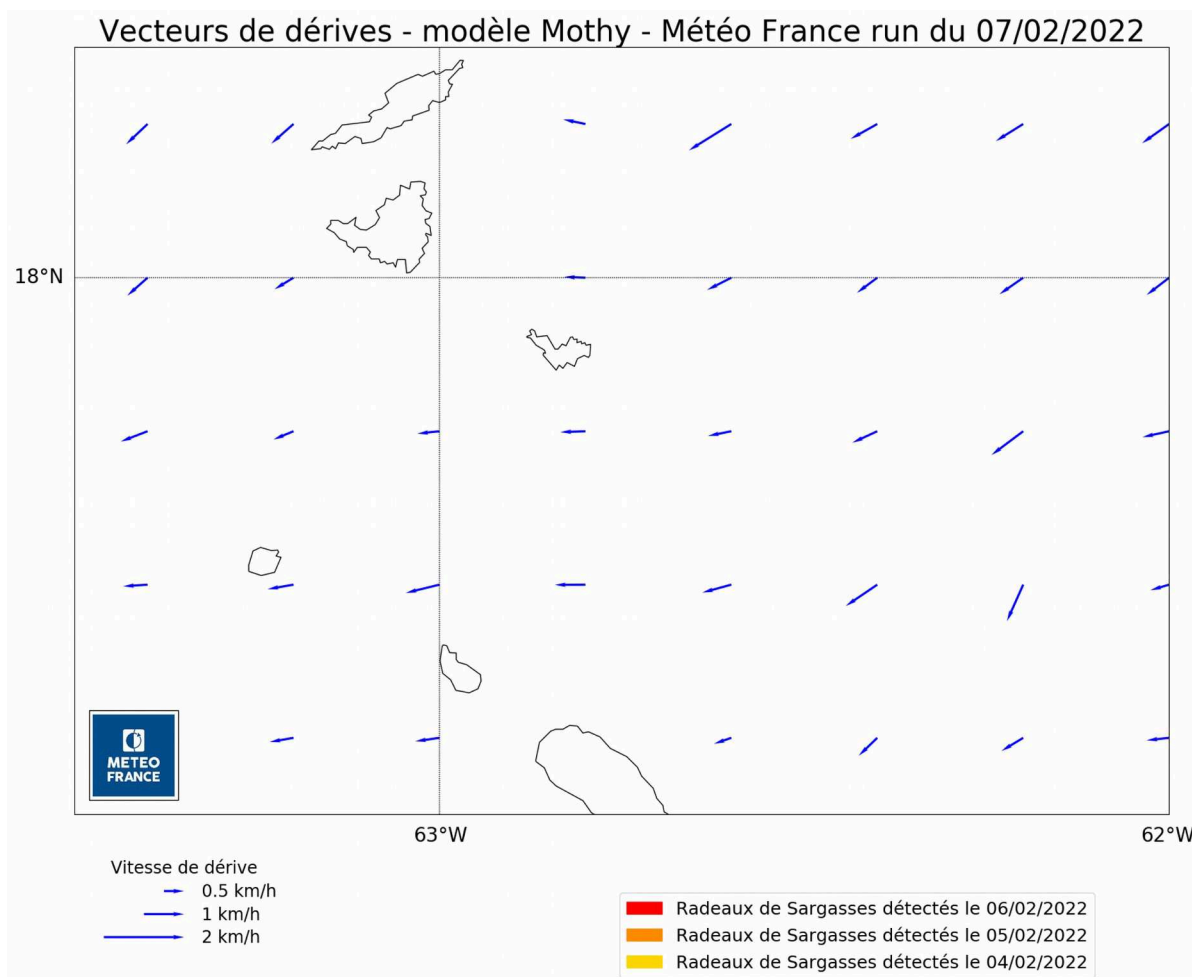 Vecteurs de dérives - modèle Mothy - Météo France run du 07/02/2022
18°N
METEO
FRANCE
63°W
62°W
Vitesse de dérive
0.5 km/h
1 km/h
2 km/h
Radeaux de Sargasses détectés le 06/02/2022
Radeaux de Sargasses détectés le 05/02/2022
Radeaux de Sargasses détectés le 04/02/2022